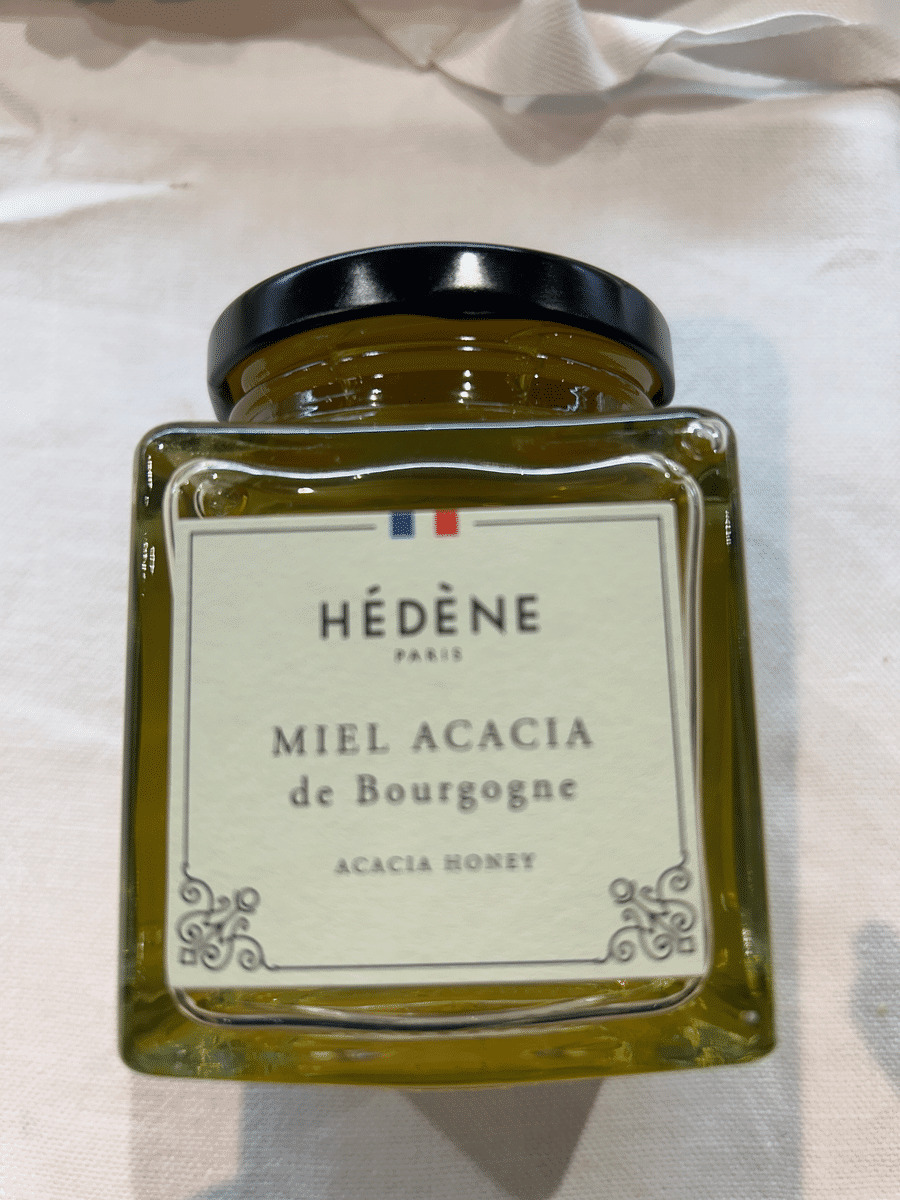 HÉDÈNE
PARIS
MIEL ACACIA
de Bourgogne
ACACIA HONEY